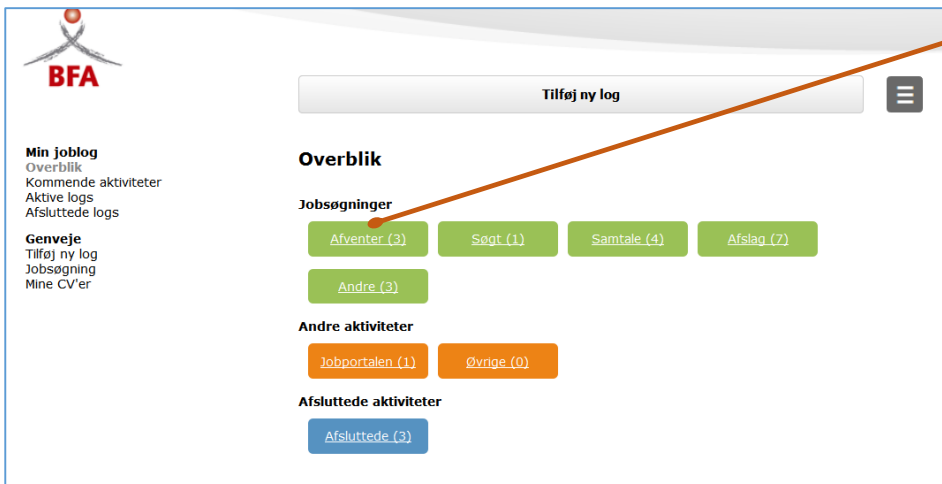 BFA
Tilføj ny log
Min joblog
Overblik
Kommende aktiviteter
Aktive logs
Afsluttede logs
Genveje
Tilføj ny log
Jobsøgning
Mine CV'er
Overblik
Jobsøgninger
Afventer (3)
Søgt (1)
Samtale (4)
Afslag (7)
Andre (3)
Andre aktiviteter
Jobportalen (1)
Øvrige (0)
Afsluttede aktiviteter
Afsluttede (3)